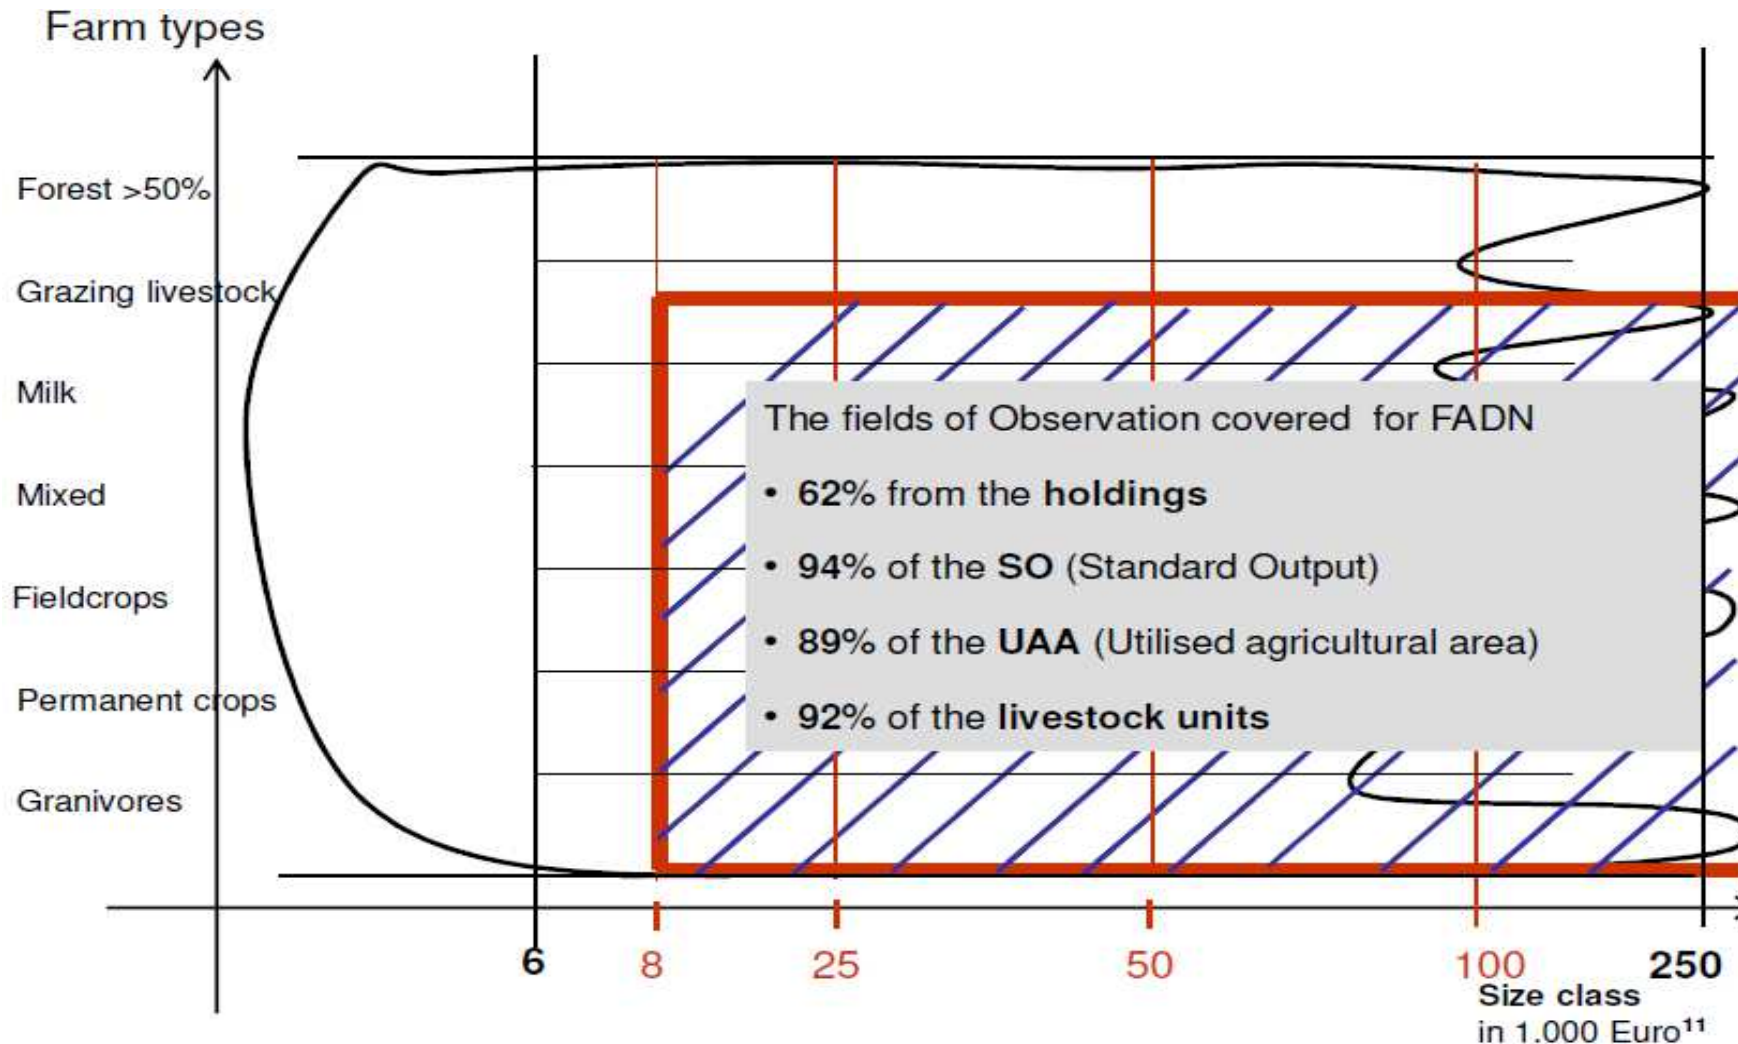 Farm types
Forest >50%
Grazing livestock
Milk
Mixed
Fieldcrops
Permanent crops
Granivores
The fields of Observation covered for FADN
• 62% from the holdings
• 94% of the SO (Standard Output)
• 89% of the UAA (Utilised agricultural area)
• 92% of the livestock units
6 8 25 50 100 250
Size class
in 1.000 Euro¹¹